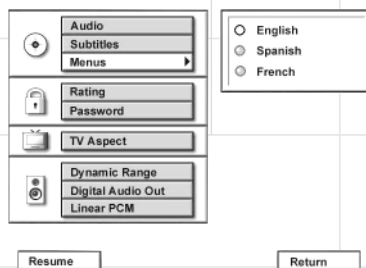 Audio
Subtitles
Menus
Rating
Password
TV Aspect
Dynamic Range
Digital Audio Out
Linear PCM
English
Spanish
French
Resume
Return